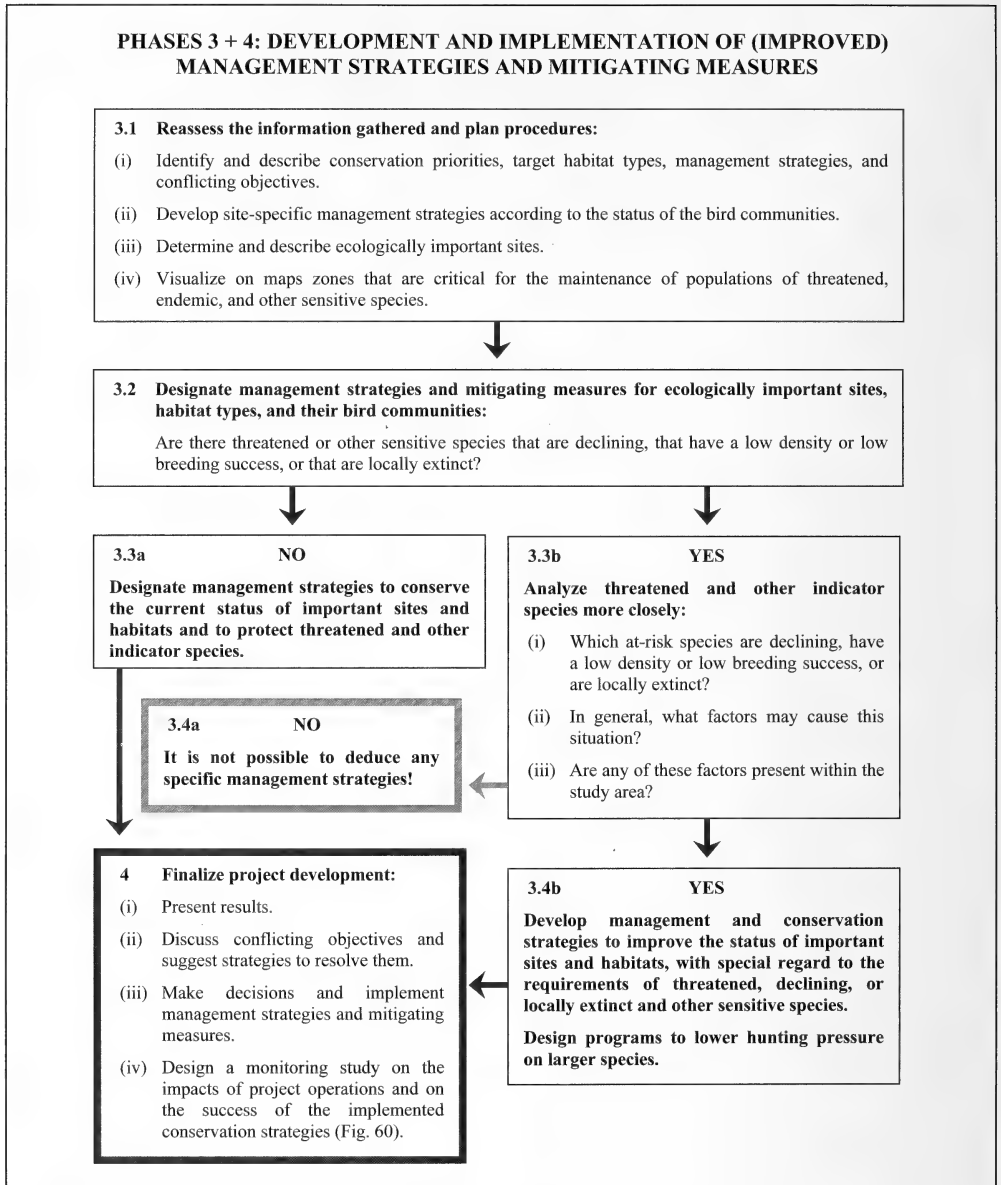 PHASES 3 + 4: DEVELOPMENT AND IMPLEMENTATION OF (IMPROVED)
MANAGEMENT STRATEGIES AND MITIGATING MEASURES
3.1 Reassess the information gathered and plan procedures:
(i) Identify and describe conservation priorities, target habitat types, management strategies, and
conflicting objectives.
(ii) Develop site-specific management strategies according to the status of the bird communities.
(iii) Determine and describe ecologically important sites.
(iv) Visualize on maps zones that are critical for the maintenance of populations of threatened,
endemic, and other sensitive species.
3.2 Designate management strategies and mitigating measures for ecologically important sites,
habitat types, and their bird communities:
Are there threatened or other sensitive species that are declining, that have a low density or low
breeding success, or that are locally extinct?
3.3a NO
Designate management strategies to conserve
the current status of important sites and
habitats and to protect threatened and other
indicator species.
3.3b YES
Analyze threatened and other indicator
species more closely:
(i) Which at-risk species are declining, have
a low density or low breeding success, or
are locally extinct?
(ii) In general, what factors may cause this
situation?
(iii) Are any of these factors present within the
study area?
3.4a NO
It is not possible to deduce any
specific management strategies!
3.4b YES
Develop management and conservation
strategies to improve the status of important
sites and habitats, with special regard to the
requirements of threatened, declining, or
locally extinct and other sensitive species.
Design programs to lower hunting pressure
on larger species.
4 Finalize project development:
(i) Present results.
(ii) Discuss conflicting objectives and
suggest strategies to resolve them.
(iii) Make decisions and implement
management strategies and mitigating
measures.
(iv) Design a monitoring study on the
impacts of project operations and on
the success of the implemented
conservation strategies (Fig. 60).